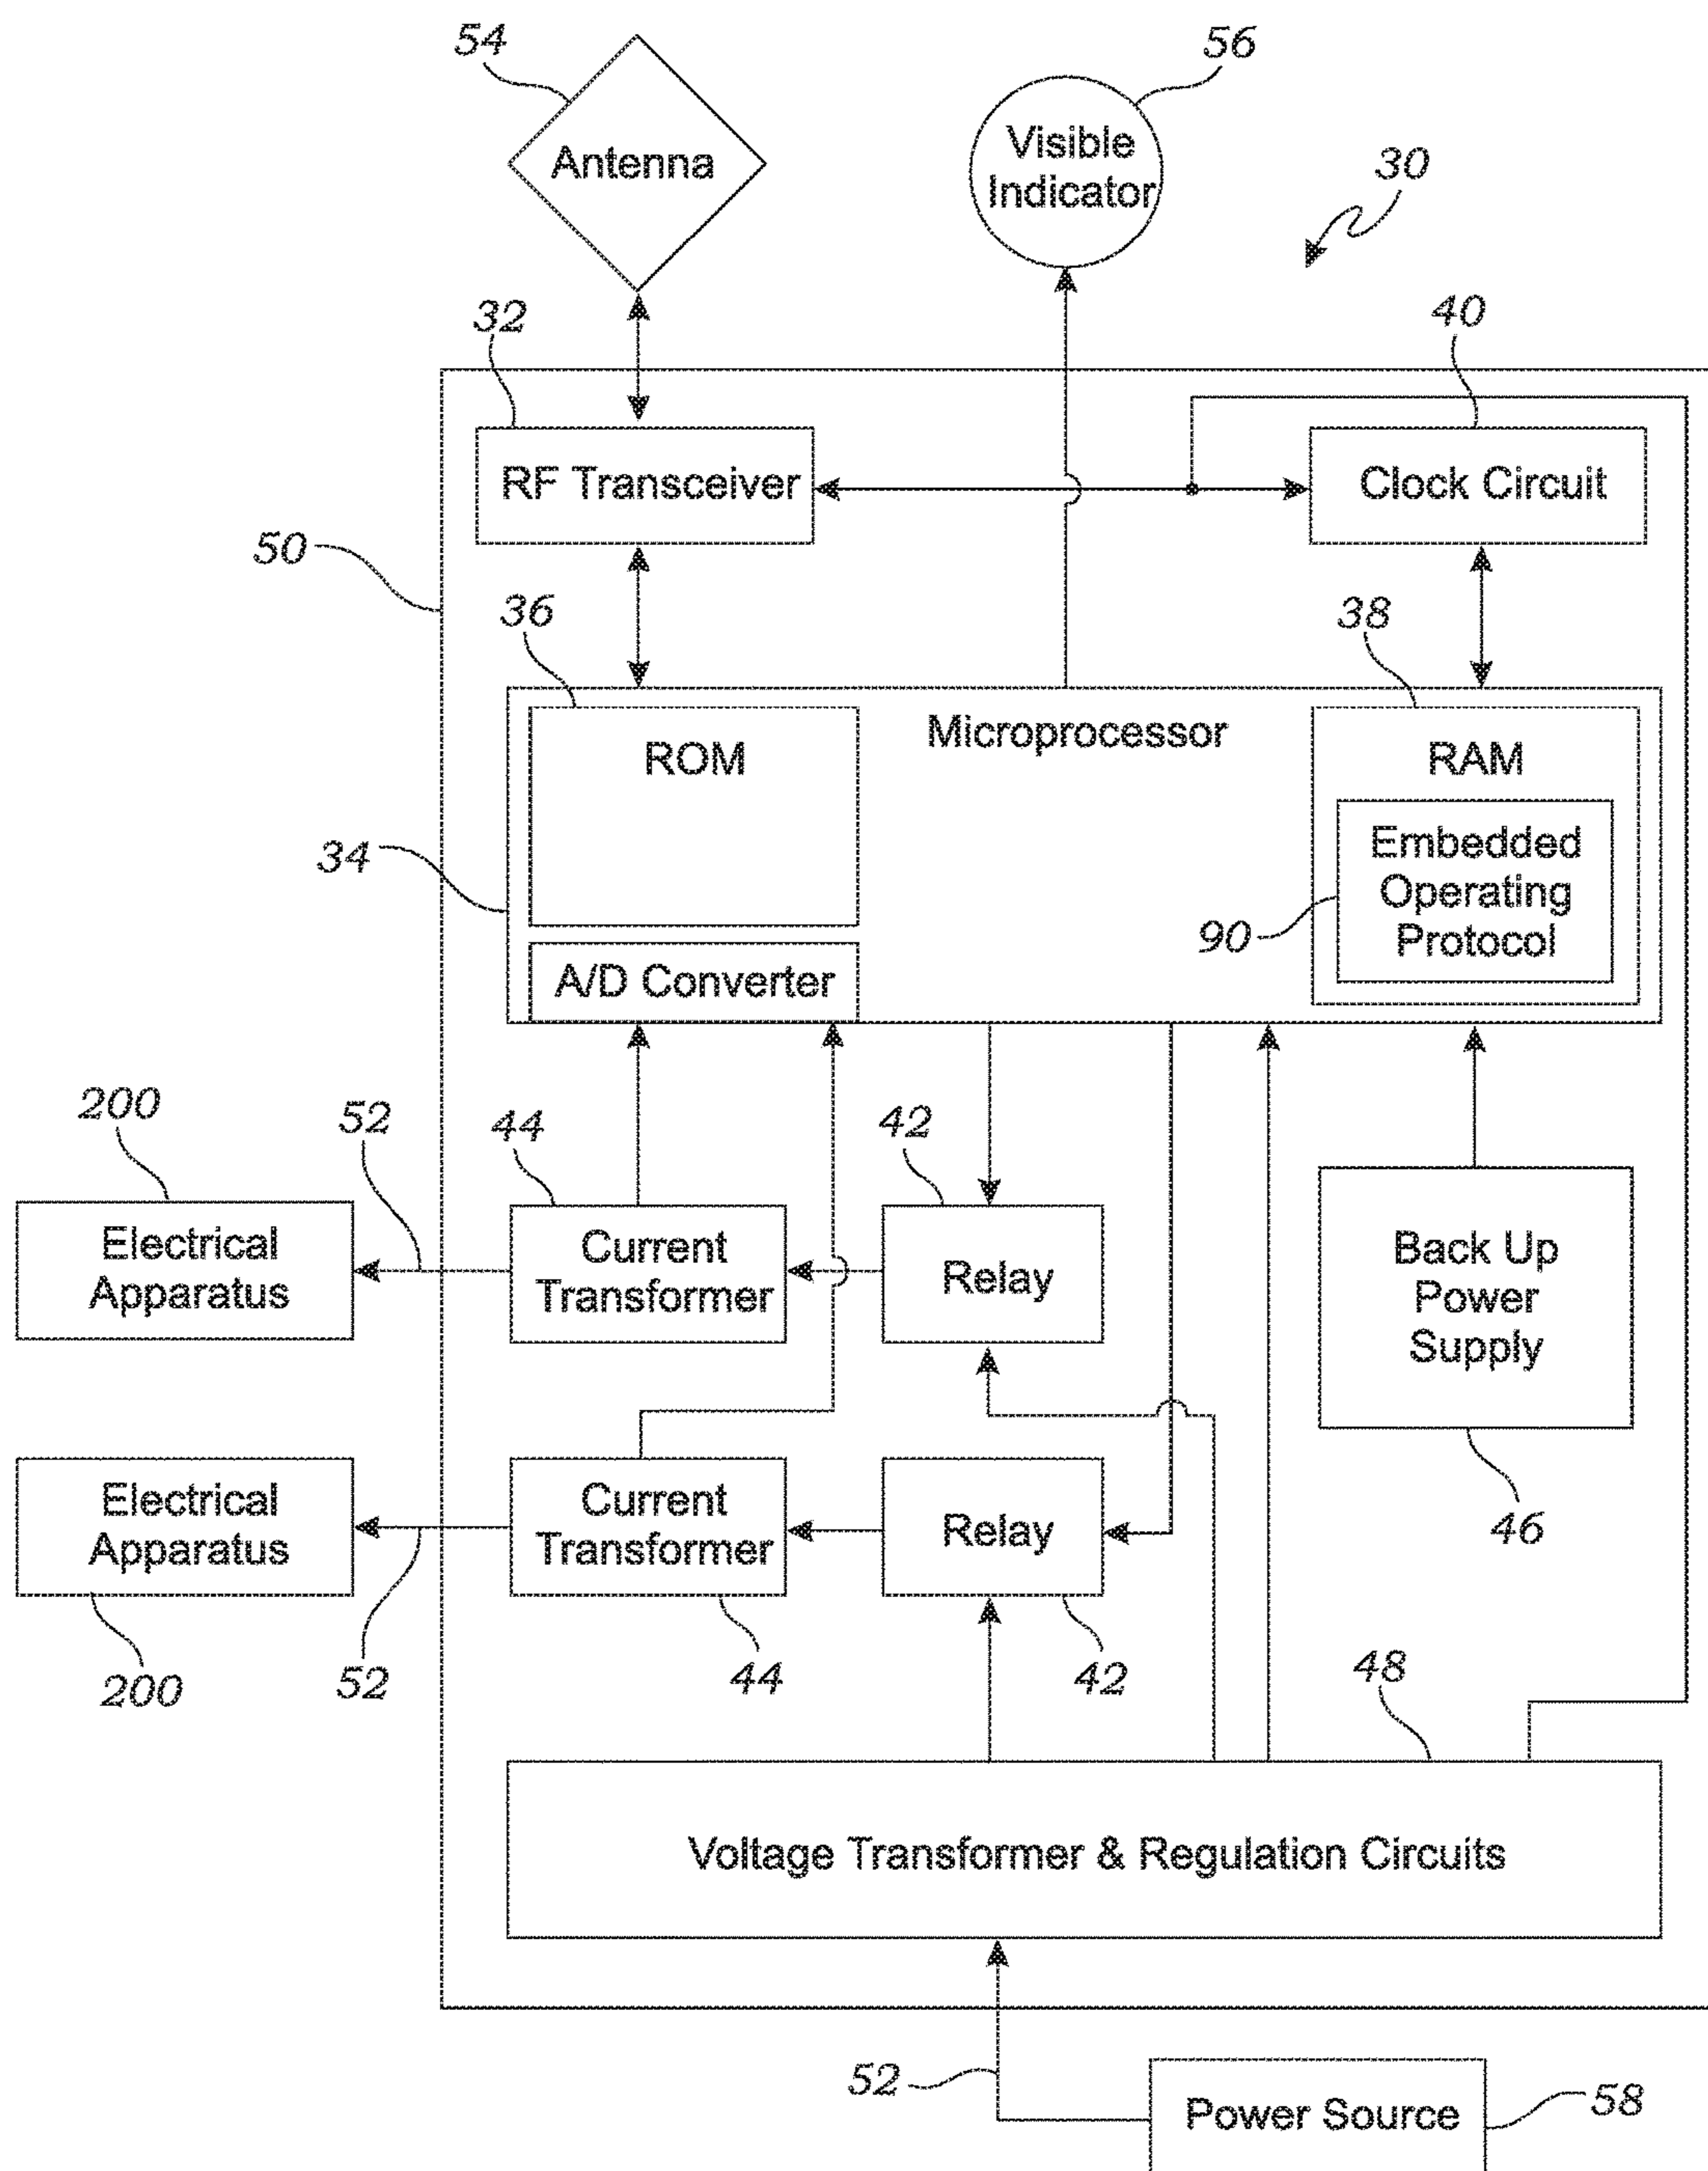 54
56
Antenna
Visible
Indicator
30
32
40
RF Transceiver
Clock Circuit
50
36
38
ROM
Microprocessor
RAM
34
Embedded
Operating
Protocol
90
A/D Converter
200
52
44
42
Electrical
Apparatus
Current
Transformer
Relay
Back Up
Power
Supply
Electrical
Apparatus
Current
Transformer
Relay
46
200
52
44
42
48
Voltage Transformer & Regulation Circuits
52
Power Source
58